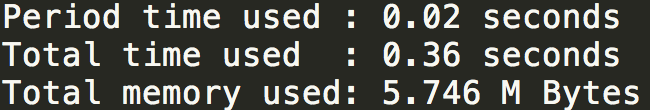 Period time used : 0.02 seconds
Total time used  : 0.36 seconds
Total memory used: 5.746 M Bytes